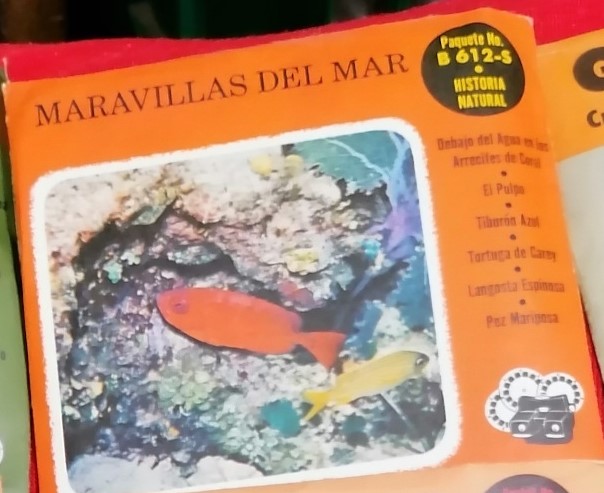 MARAVILLAS DEL MAR
Paquete No.
B 612-S
•
HISTORIA
NATURAL
Debajo del Agua en los
Arrecifes de Coral
•
El Pulpo
•
Tiburón Azul
•
Tortuga de Carey
•
Langosta Espinosa
•
Pez Mariposa